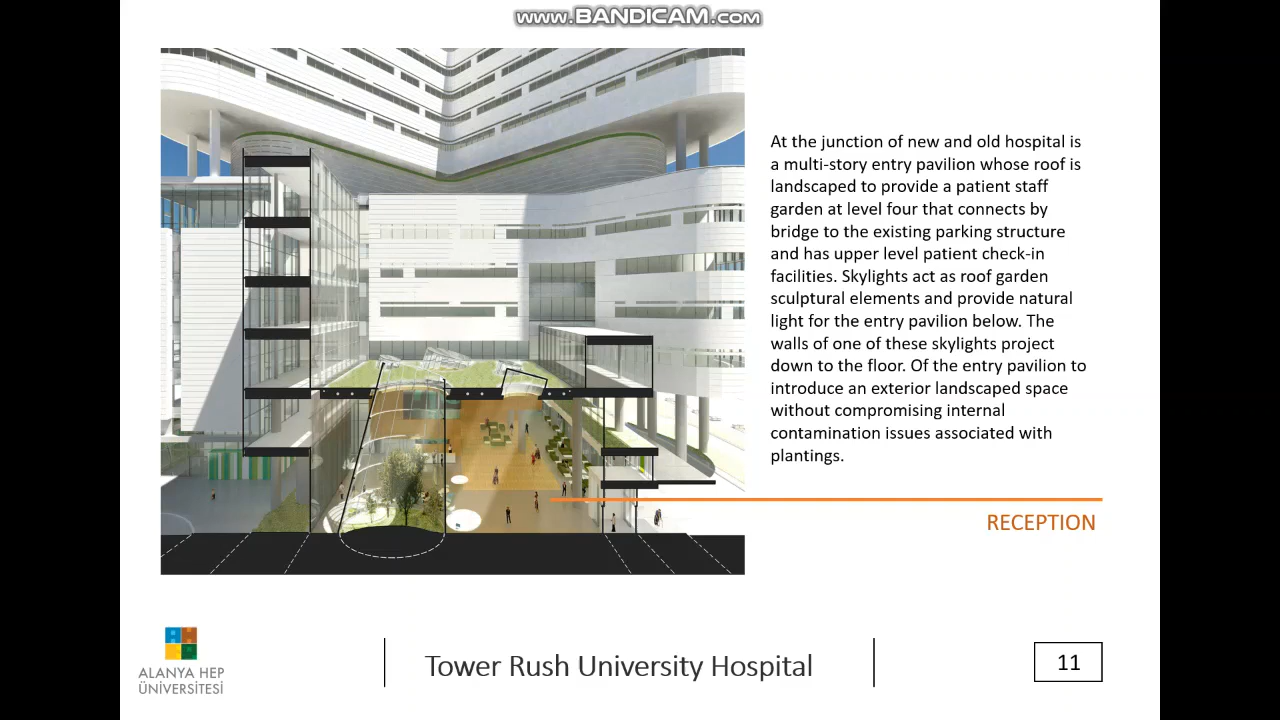 www.BANDICAM.com
At the junction of new and old hospital is
a multi-story entry pavilion whose roof is
landscaped to provide a patient staff
garden at level four that connects by
bridge to the existing parking structure
and has upper level patient check-in
facilities. Skylights act as roof garden
sculptural elements and provide natural
light for the entry pavilion below. The
walls of one of these skylights project
down to the floor. Of the entry pavilion to
introduce an exterior landscaped space
without compromising internal
contamination issues associated with
plantings.
RECEPTION
ALANYA HEP
ÜNİVERSİTESİ
Tower Rush University Hospital
11